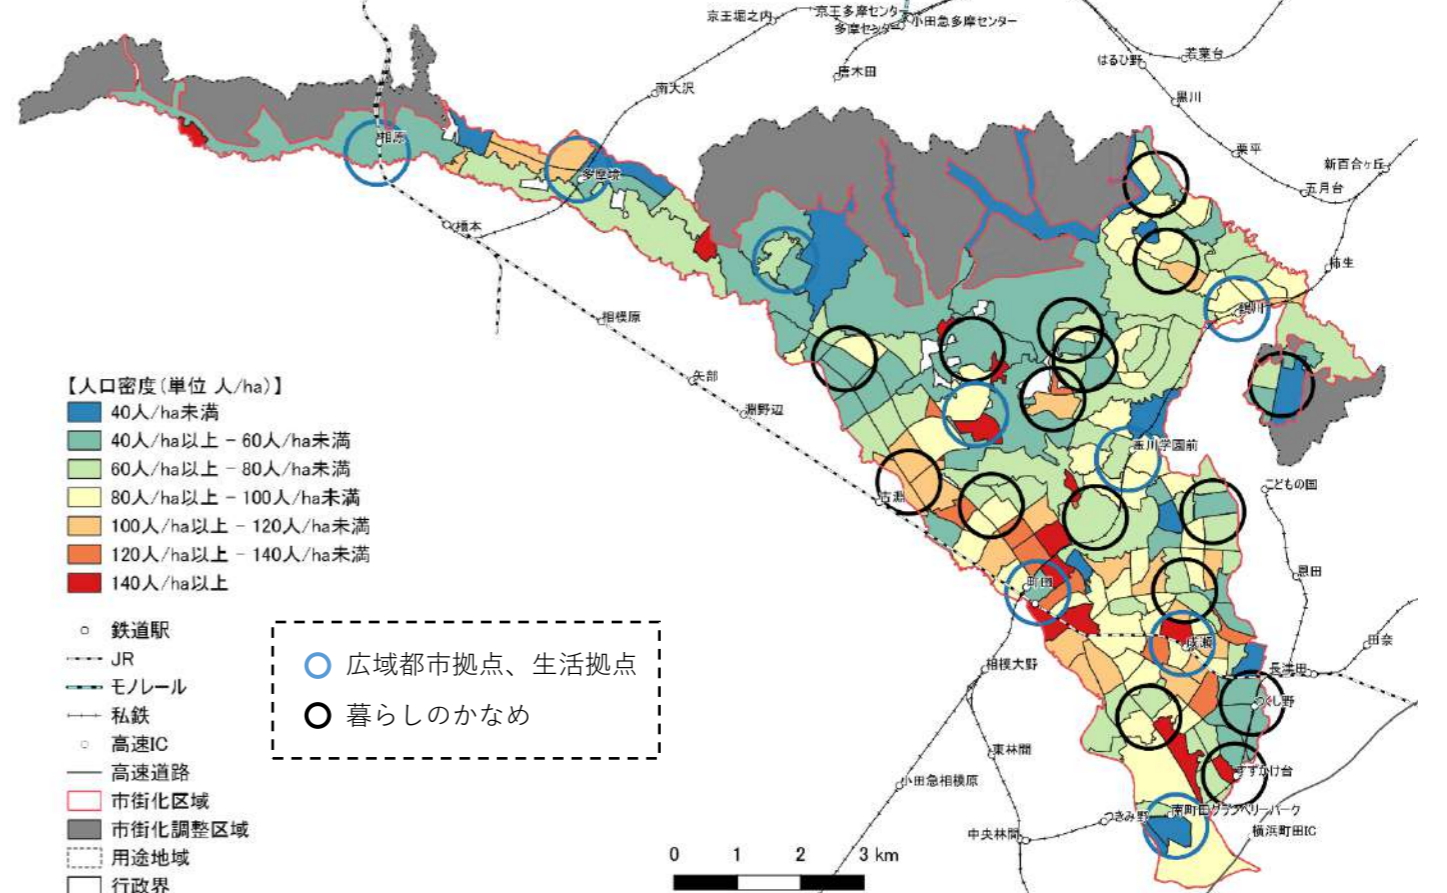 京王堀之内
京王多摩センター
多摩センター
小田急多摩センター
唐木田
はるひ野
若葉台
南大沢
黒川
栗平
新百合ヶ丘
五月台
相原
多摩境
橋本
柿生
鶴川
相模原
矢部
淵野辺
玉川学園前
古淵
こどもの国
恩田
町田
成瀬
田奈
長津田
相模大野
つくし野
東林間
すずかけ台
小田急相模原
南町田グランベリーパーク
つきみ野
中央林間
横浜町田IC
【人口密度(単位 人/ha)】
40人/ha未満
40人/ha以上 - 60人/ha未満
60人/ha以上 - 80人/ha未満
80人/ha以上 - 100人/ha未満
100人/ha以上 - 120人/ha未満
120人/ha以上 - 140人/ha未満
140人/ha以上
鉄道駅
JR
モノレール
私鉄
高速IC
高速道路
市街化区域
市街化調整区域
用途地域
行政界
広域都市拠点、生活拠点
暮らしのかなめ
0 1 2 3 km